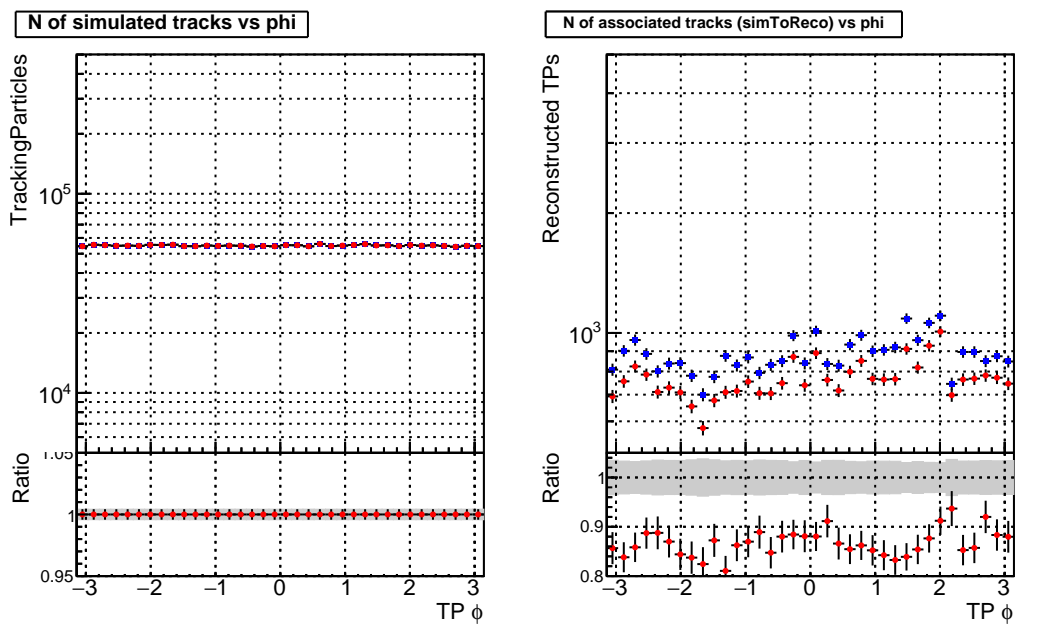 N of simulated tracks vs phi
TrackingParticles
10^5
10^4
Ratio
1.05
1
0.95
−3 −2 −1 0 1 2 3
TP ϕ
N of associated tracks (simToReco) vs phi
Reconstructed TPs
10^3
Ratio
1
0.9
0.8
−3 −2 −1 0 1 2 3
TP ϕ